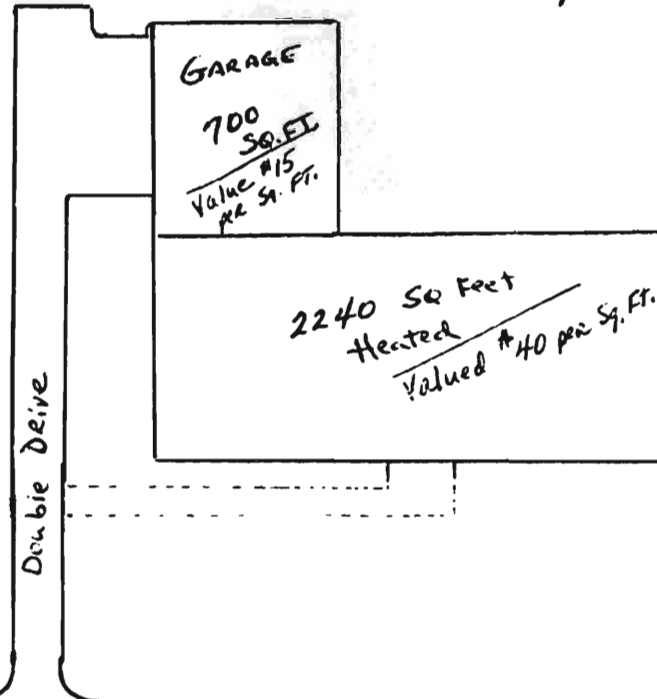 GARAGE
700
SQ.FT
Value $15
per Sq. FT.
2240 SQ Feet
Heated
Valued $40 per Sq. FT.
Double Drive